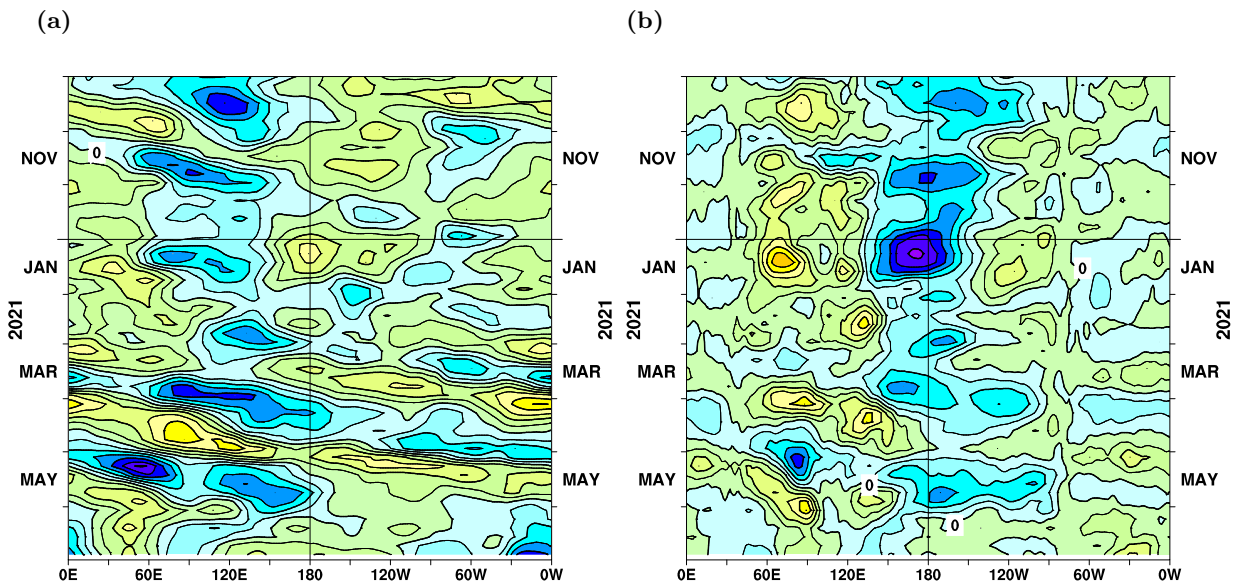 (a) (b)
0
NOV NOV NOV NOV
JAN JAN JAN JAN
0
2021 2021 2021 2021
MAR MAR MAR MAR
MAY MAY MAY MAY
0
0
0E 60E 120E 180 120W 60W 0W 0E 60E 120E 180 120W 60W 0W